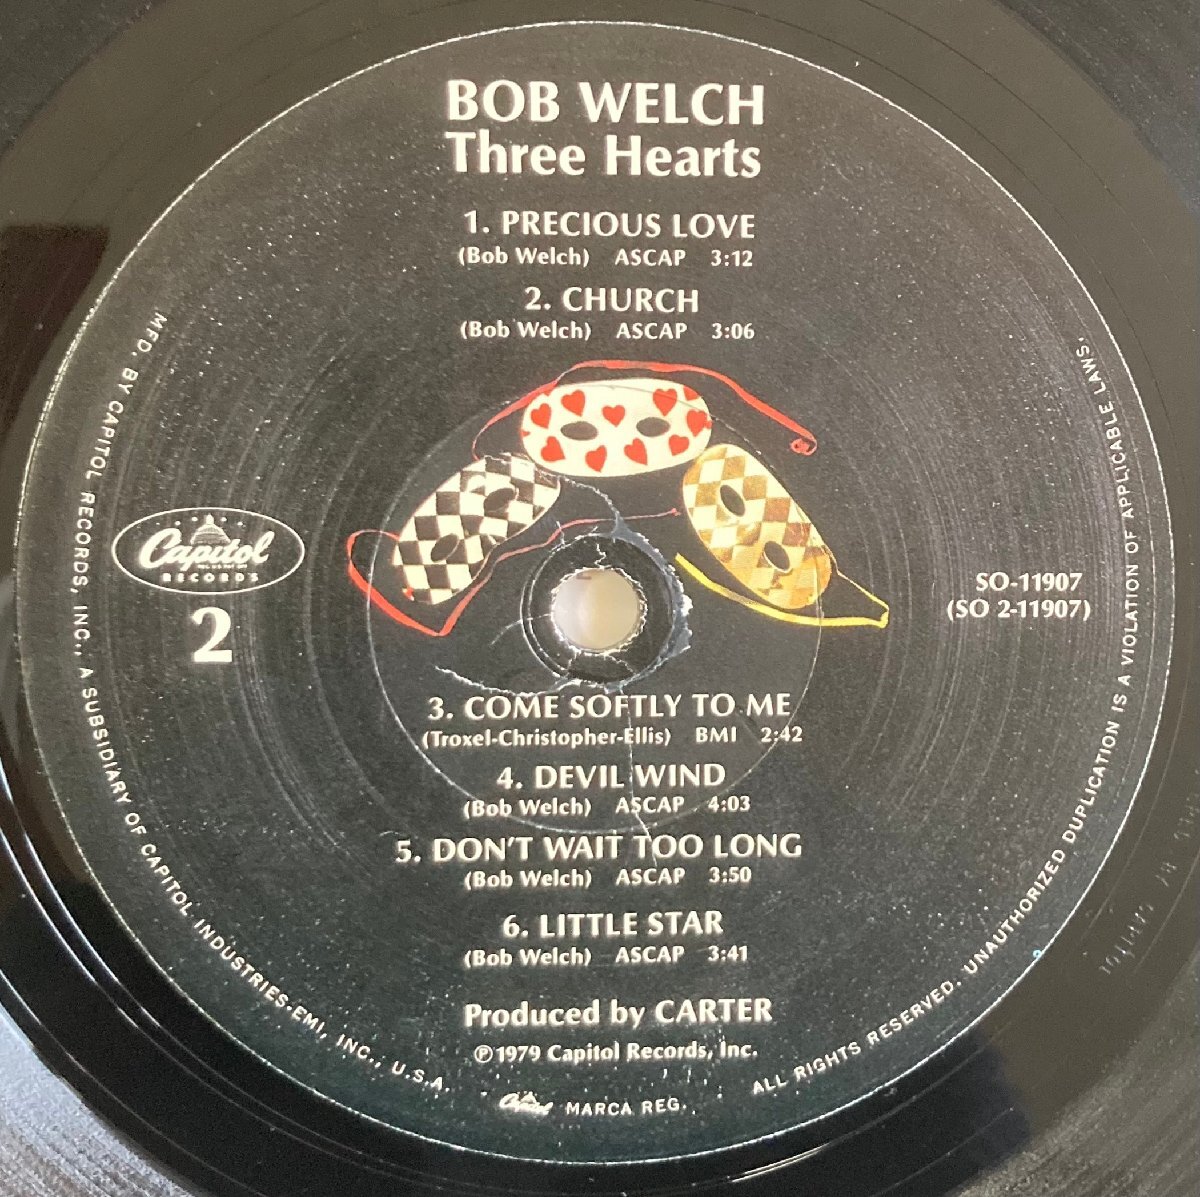 BOB WELCH
Three Hearts
1. PRECIOUS LOVE
(Bob Welch) ASCAP 3:12
2. CHURCH
(Bob Welch) ASCAP 3:06
Capitol
RECORDS
2
SO-11907
(SO 2-11907)
3. COME SOFTLY TO ME
(Troxel-Christopher-Ellis) BMI 2:42
4. DEVIL WIND
(Bob Welch) ASCAP 4:03
5. DON'T WAIT TOO LONG
(Bob Welch) ASCAP 3:50
6. LITTLE STAR
(Bob Welch) ASCAP 3:41
Produced by CARTER
℗1979 Capitol Records, Inc.
MFD. BY CAPITOL RECORDS, INC., A SUBSIDIARY OF CAPITOL INDUSTRIES-EMI, INC., U.S.A.
Capitol MARCA REG.
ALL RIGHTS RESERVED. UNAUTHORIZED DUPLICATION IS A VIOLATION OF APPLICABLE LAWS.